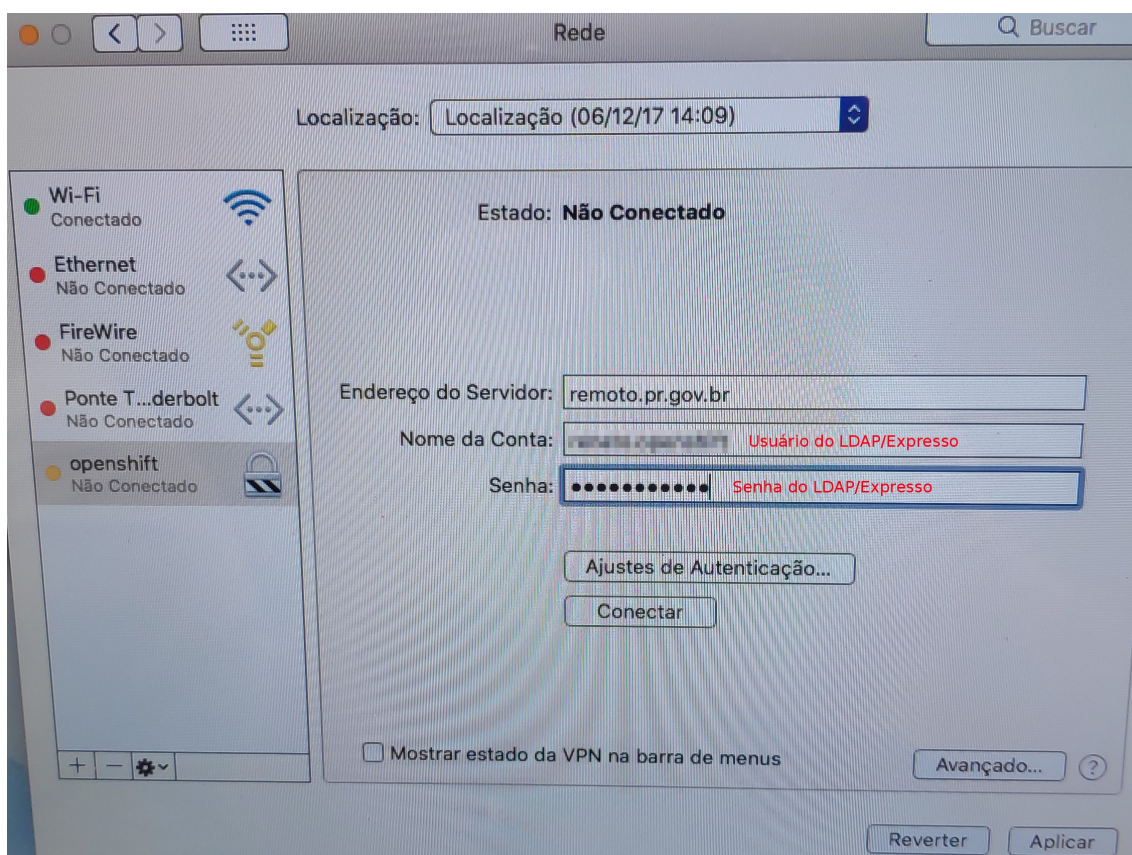 Rede
Buscar
Localização: Localização (06/12/17 14:09)
Wi-Fi
Conectado
Ethernet
Não Conectado
FireWire
Não Conectado
Ponte T...derbolt
Não Conectado
openshift
Não Conectado
Estado: Não Conectado
Endereço do Servidor: remoto.pr.gov.br
Nome da Conta: Usuário do LDAP/Expresso
Senha: ●●●●●●●●●●● Senha do LDAP/Expresso
Ajustes de Autenticação...
Conectar
Mostrar estado da VPN na barra de menus
Avançado... ?
Reverter Aplicar